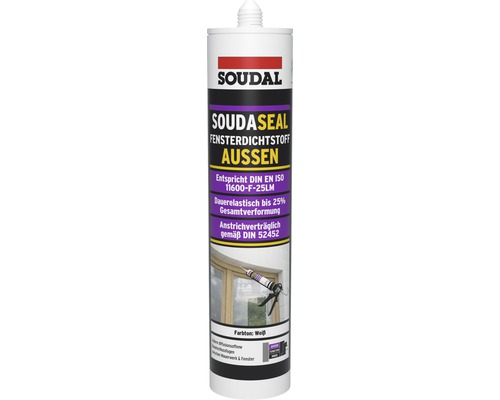 SOUDAL
SOUDASEAL
FENSTERDICHTSTOFF
AUSSEN
Entspricht DIN EN ISO
11600-F-25LM
Dauerelastisch bis 25%
Gesamtverformung
Anstrichverträglich
gemäß DIN 52452
Farbton: Weiß